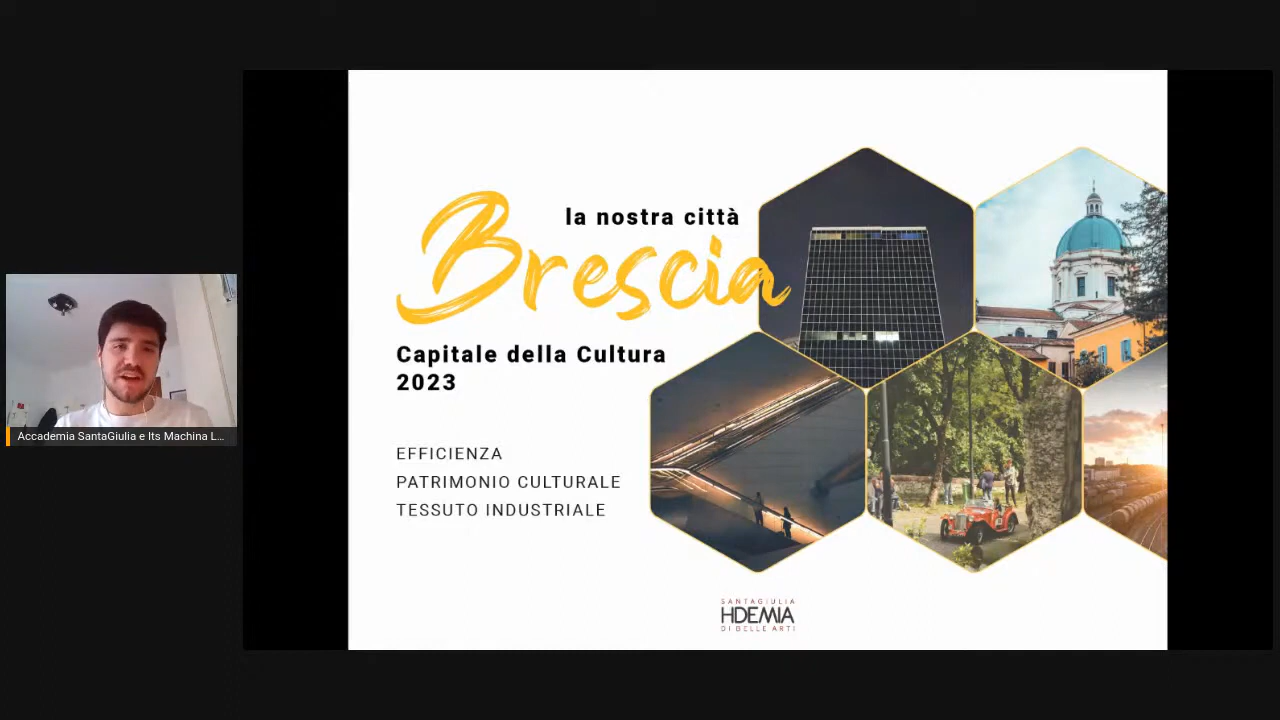 la nostra città
Brescia
Capitale della Cultura
2023
EFFICIENZA
PATRIMONIO CULTURALE
TESSUTO INDUSTRIALE
SANTAGIULIA
HDEMIA
DI BELLE ARTI
Accademia SantaGiulia e Its Machina L...